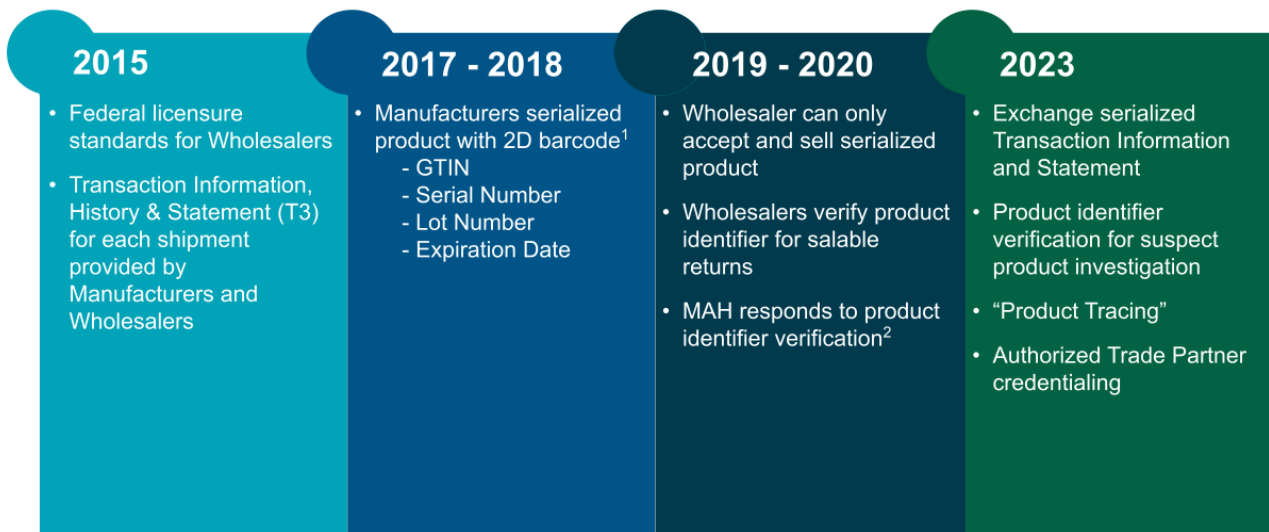 2015
• Federal licensure
standards for Wholesalers
• Transaction Information,
History & Statement (T3)
for each shipment
provided by
Manufacturers and
Wholesalers
2017 - 2018
• Manufacturers serialized
product with 2D barcode¹
- GTIN
- Serial Number
- Lot Number
- Expiration Date
2019 - 2020
• Wholesaler can only
accept and sell serialized
product
• Wholesalers verify product
identifier for salable
returns
• MAH responds to product
identifier verification²
2023
• Exchange serialized
Transaction Information
and Statement
• Product identifier
verification for suspect
product investigation
• “Product Tracing”
• Authorized Trade Partner
credentialing